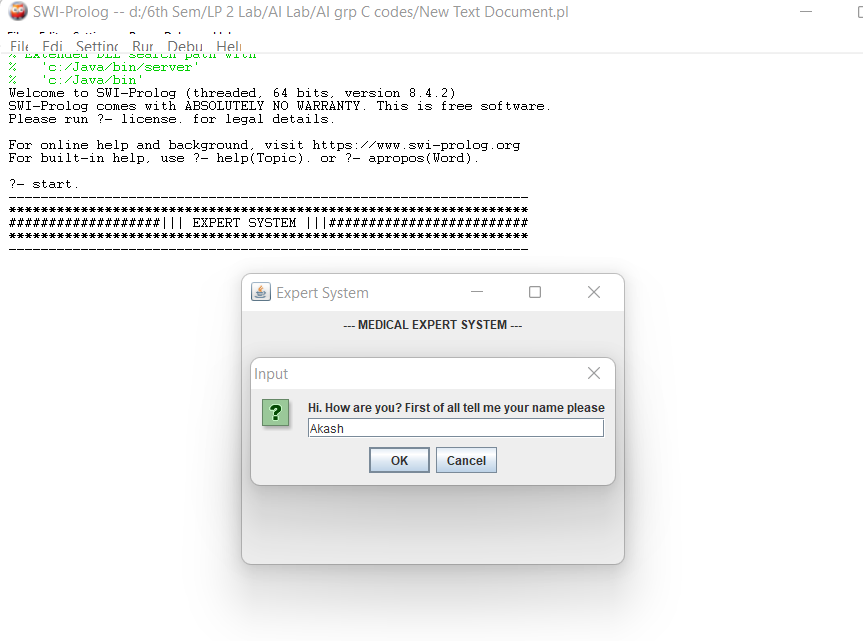 SWI-Prolog -- d:/6th Sem/LP 2 Lab/AI Lab/AI grp C codes/New Text Document.pl
File Edi Setting Run Debu Help
% Extended DLL search path with
%   'c:/Java/bin/server'
%   'c:/Java/bin'
Welcome to SWI-Prolog (threaded, 64 bits, version 8.4.2)
SWI-Prolog comes with ABSOLUTELY NO WARRANTY. This is free software.
Please run ?- license. for legal details.
For online help and background, visit https://www.swi-prolog.org
For built-in help, use ?- help(Topic). or ?- apropos(Word).
?- start.
-----------------------------------------------------------------
*****************************************************************
###################||| EXPERT SYSTEM |||#########################
*****************************************************************
-----------------------------------------------------------------
Expert System
--- MEDICAL EXPERT SYSTEM ---
Input
?
Hi. How are you? First of all tell me your name please
Akash
OK Cancel